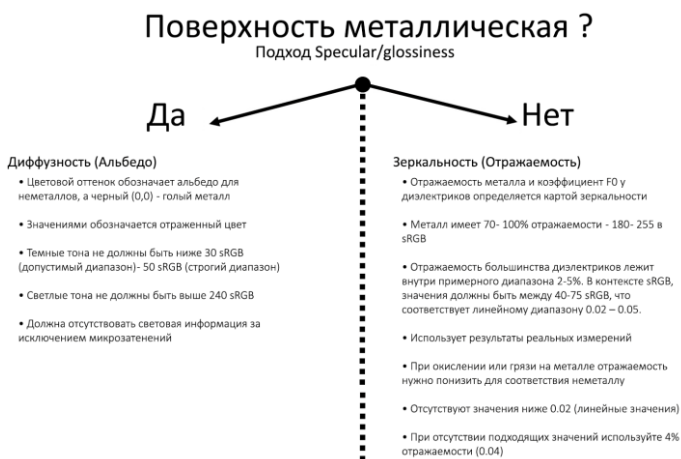 Поверхность металлическая ?
Подход Specular/glossiness
Да
Нет
Диффузность (Альбедо)
• Цветовой оттенок обозначает альбедо для
неметаллов, а черный (0,0) - голый металл
• Значениями обозначается отраженный цвет
• Темные тона не должны быть ниже 30 sRGB
(допустимый диапазон)- 50 sRGB (строгий диапазон)
• Светлые тона не должны быть выше 240 sRGB
• Должна отсутствовать световая информация за
исключением микрозатенений
Зеркальность (Отражаемость)
• Отражаемость металла и коэффициент F0 у
диэлектриков определяется картой зеркальности
• Металл имеет 70- 100% отражаемости - 180- 255 в
sRGB
• Отражаемость большинства диэлектриков лежит
внутри примерного диапазона 2-5%. В контексте sRGB,
значения должны быть между 40-75 sRGB, что
соответствует линейному диапазону 0.02 – 0.05.
• Использует результаты реальных измерений
• При окислении или грязи на металле отражаемость
нужно понизить для соответствия неметаллу
• Отсутствуют значения ниже 0.02 (линейные значения)
• При отсутствии подходящих значений используйте 4%
отражаемости (0.04)